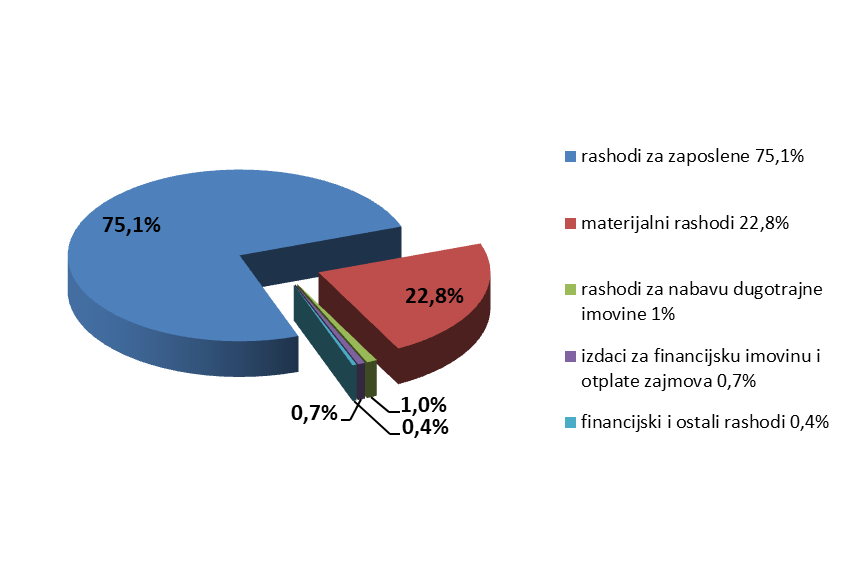 75,1%
22,8%
0,7%
1,0%
0,4%
rashodi za zaposlene 75,1%
materijalni rashodi 22,8%
rashodi za nabavu dugotrajne
imovine 1%
izdaci za financijsku imovinu i
otplate zajmova 0,7%
financijski i ostali rashodi 0,4%